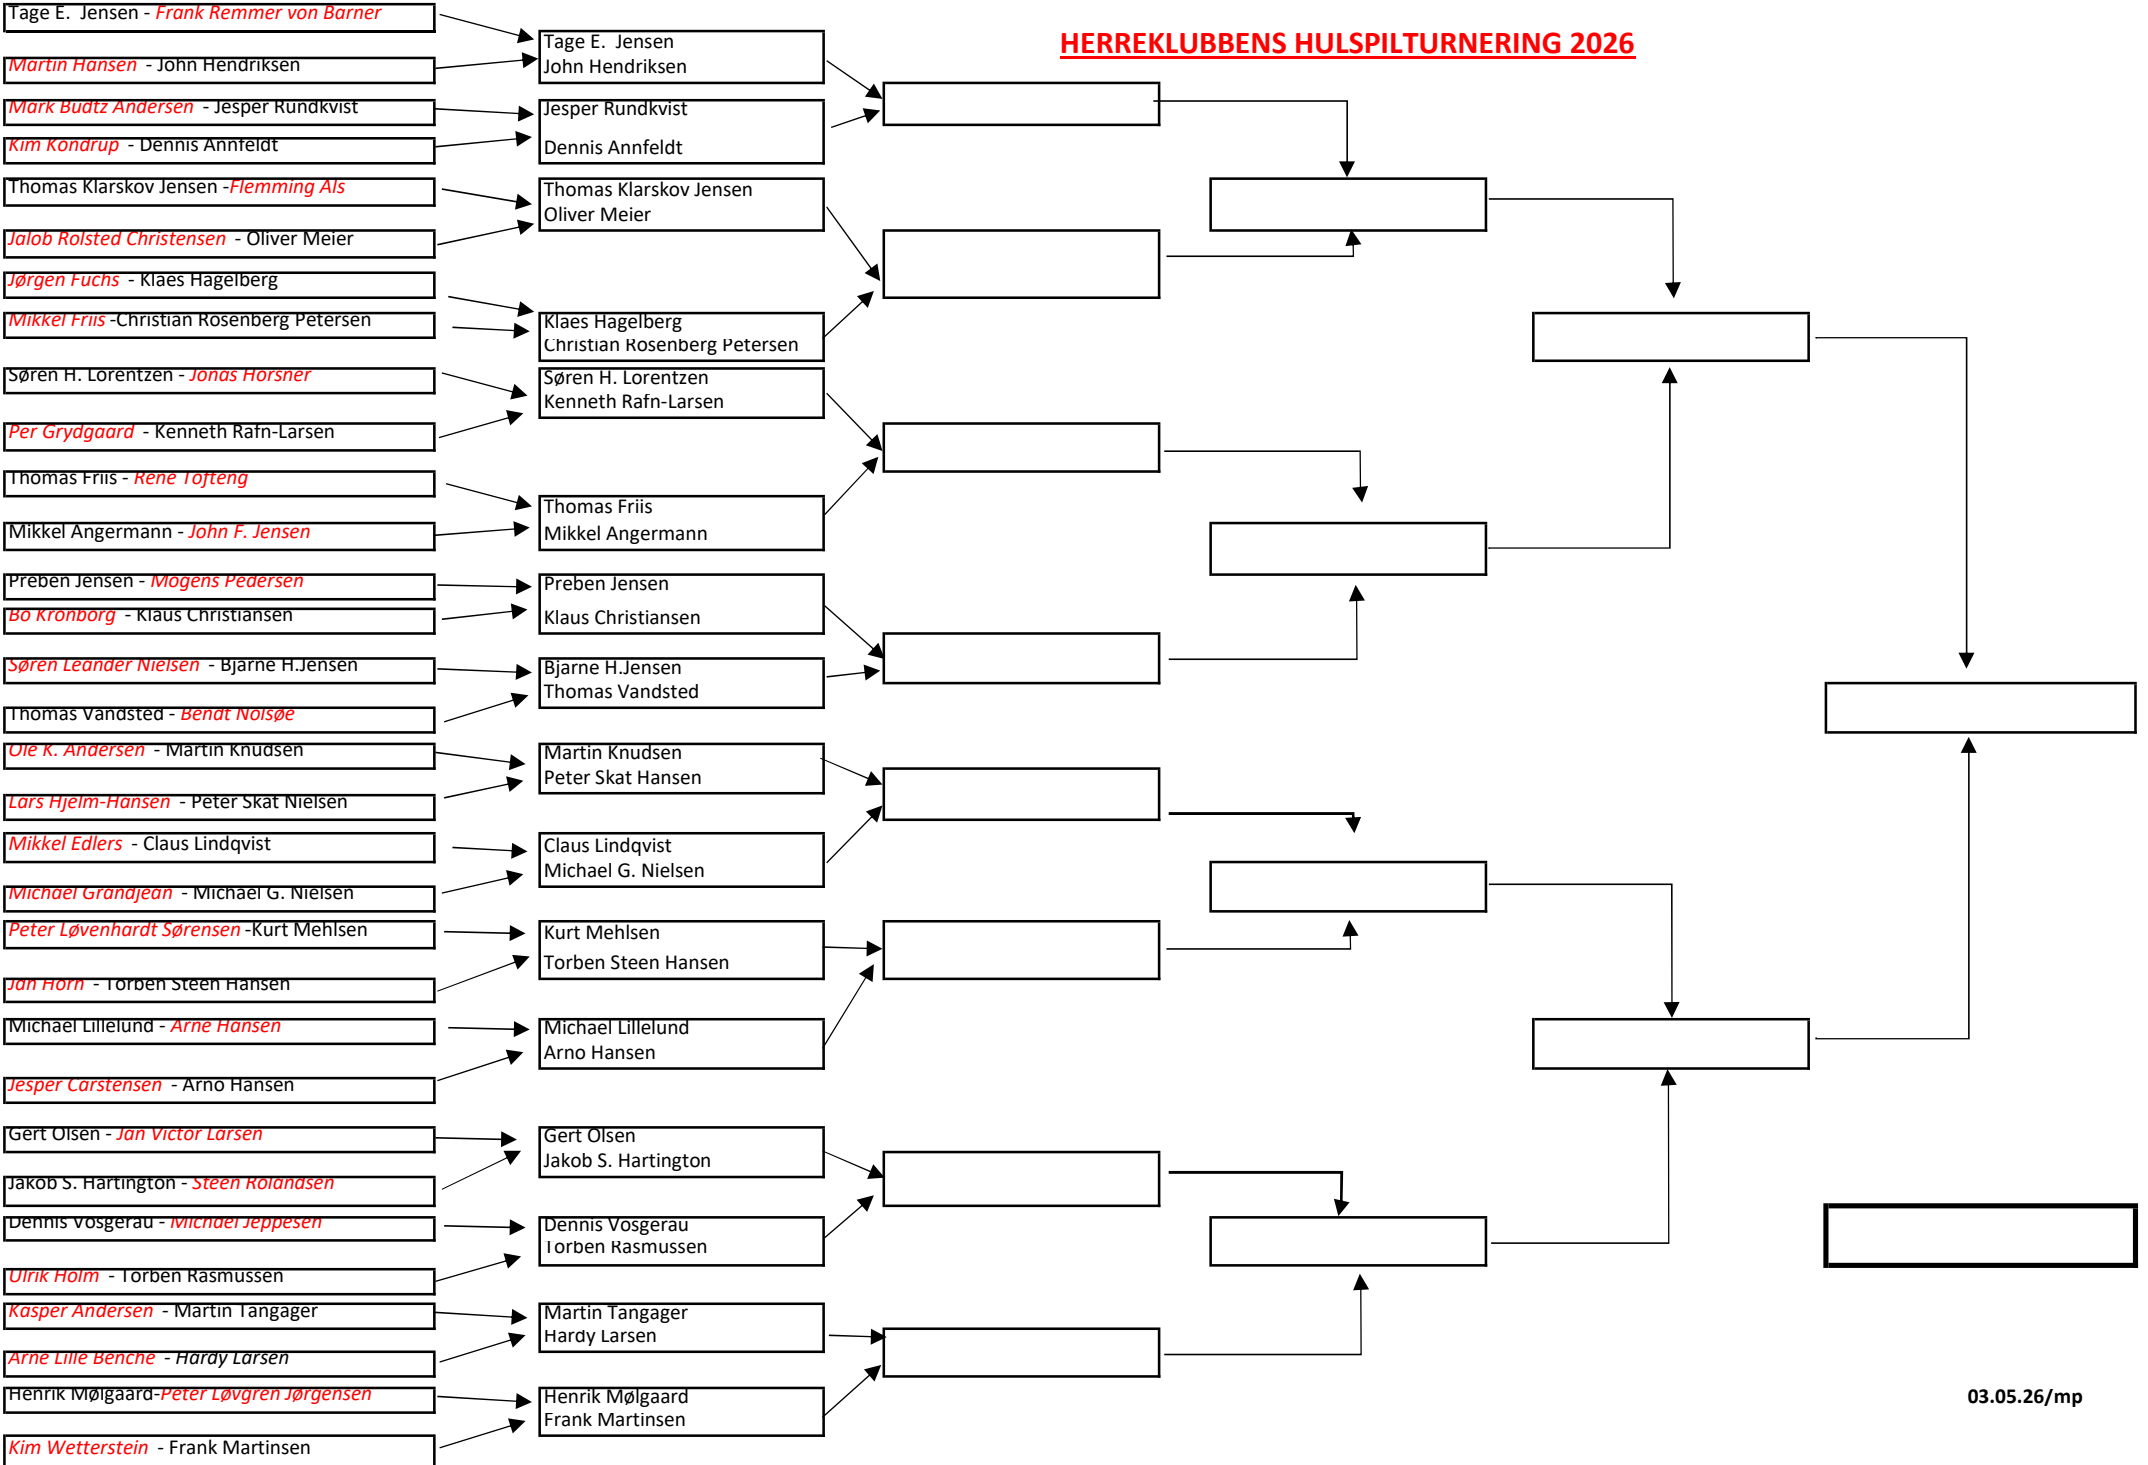 HERREKLUBBENS HULSPILTURNERING 2026
Tage E.  Jensen - Frank Remmer von Barner
Martin Hansen  - John Hendriksen
Mark Budtz Andersen  - Jesper Rundkvist
Kim Kondrup  - Dennis Annfeldt
Thomas Klarskov Jensen -Flemming Als
Jalob Rolsted Christensen  - Oliver Meier
Jørgen Fuchs  - Klaes Hagelberg
Mikkel Friis -Christian Rosenberg Petersen
Søren H. Lorentzen - Jonas Horsner
Per Grydgaard  - Kenneth Rafn-Larsen
Thomas Friis - Rene Tofteng
Mikkel Angermann - John F. Jensen
Preben Jensen - Mogens Pedersen
Bo Kronborg  - Klaus Christiansen
Søren Leander Nielsen  - Bjarne H.Jensen
Thomas Vandsted - Bendt Nolsøe
Ole K. Andersen  - Martin Knudsen
Lars Hjelm-Hansen  - Peter Skat Nielsen
Mikkel Edlers  - Claus Lindqvist
Michael Grandjean  - Michael G. Nielsen
Peter Løvenhardt Sørensen -Kurt Mehlsen
Jan Horn  - Torben Steen Hansen
Michael Lillelund - Arne Hansen
Jesper Carstensen  - Arno Hansen
Gert Olsen - Jan Victor Larsen
Jakob S. Hartington - Steen Rolandsen
Dennis Vosgerau - Michael Jeppesen
Ulrik Holm  - Torben Rasmussen
Kasper Andersen  - Martin Tangager
Arne Lille Benche  - Hardy Larsen
Henrik Mølgaard-Peter Løvgren Jørgensen
Kim Wetterstein  - Frank Martinsen
Tage E.  Jensen
John Hendriksen
Jesper Rundkvist
Dennis Annfeldt
Thomas Klarskov Jensen
Oliver Meier
Klaes Hagelberg
Christian Rosenberg Petersen
Søren H. Lorentzen
Kenneth Rafn-Larsen
Thomas Friis
Mikkel Angermann
Preben Jensen
Klaus Christiansen
Bjarne H.Jensen
Thomas Vandsted
Martin Knudsen
Peter Skat Hansen
Claus Lindqvist
Michael G. Nielsen
Kurt Mehlsen
Torben Steen Hansen
Michael Lillelund
Arno Hansen
Gert Olsen
Jakob S. Hartington
Dennis Vosgerau
Torben Rasmussen
Martin Tangager
Hardy Larsen
Henrik Mølgaard
Frank Martinsen
03.05.26/mp